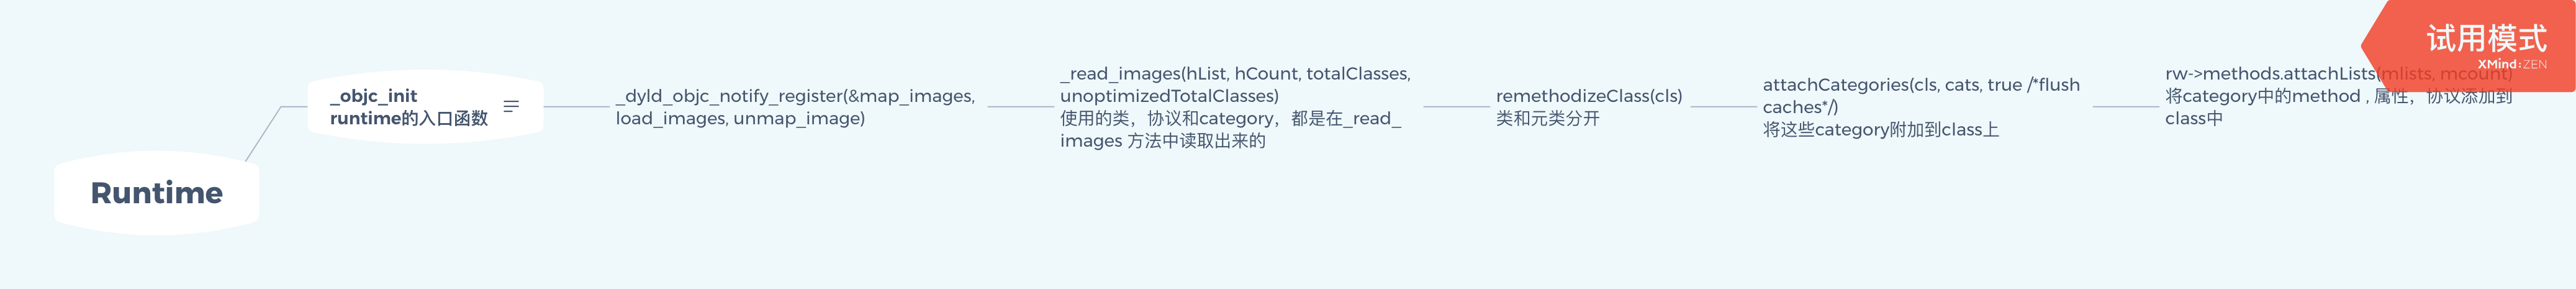 试用模式
XMind:ZEN
Runtime
_objc_init
runtime的入口函数
_dyld_objc_notify_register(&map_images,
load_images, unmap_image)
_read_images(hList, hCount, totalClasses,
unoptimizedTotalClasses)
使用的类，协议和category，都是在_read_
images 方法中读取出来的
remethodizeClass(cls)
类和元类分开
attachCategories(cls, cats, true /*flush
caches*/)
将这些category附加到class上
rw->methods.attachLists(mlists, mcount)
将category中的method , 属性，协议添加到
class中